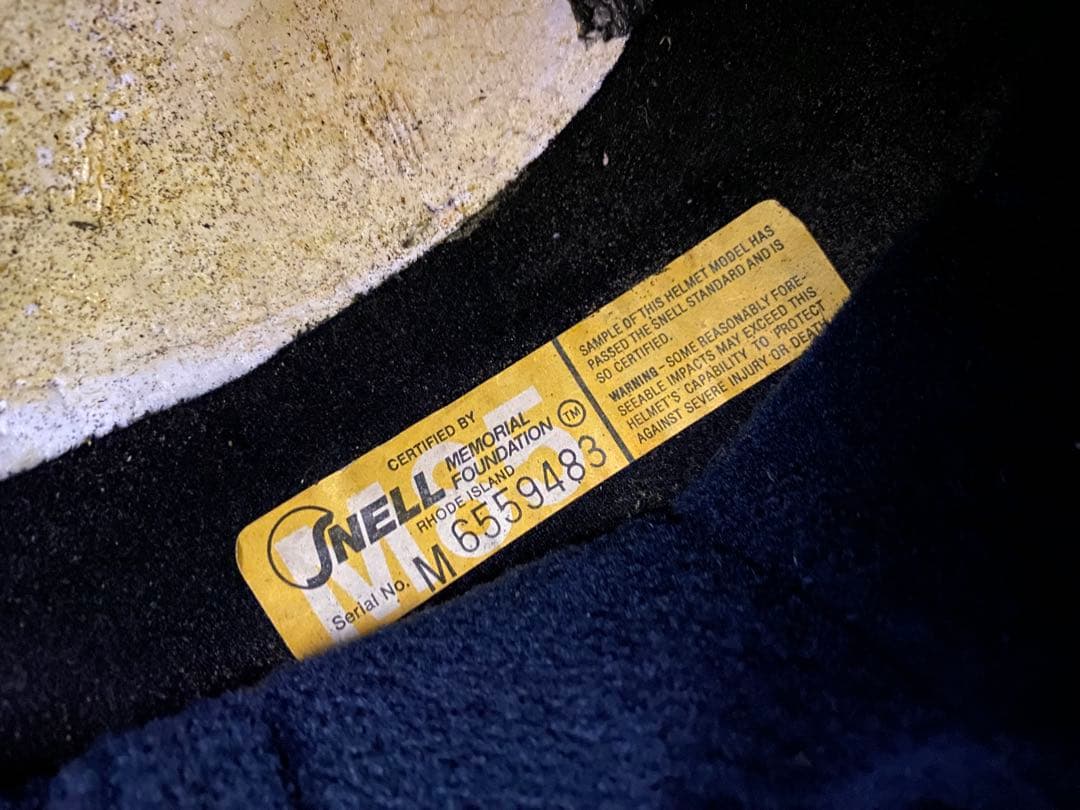 CERTIFIED BY
SNELL MEMORIAL
FOUNDATION TM
RHODE ISLAND
Serial No. M 6559483
SAMPLE OF THIS HELMET MODEL HAS
PASSED THE SNELL STANDARD AND IS
SO CERTIFIED.
WARNING – SOME REASONABLY FORE-
SEEABLE IMPACTS MAY EXCEED THIS
HELMET'S CAPABILITY TO PROTECT
AGAINST SEVERE INJURY OR DEATH